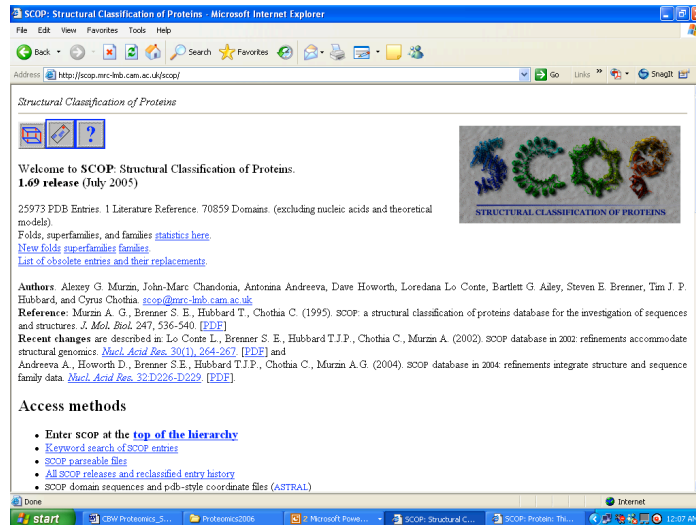 SCOP: Structural Classification of Proteins - Microsoft Internet Explorer
File Edit View Favorites Tools Help
Back Search Favorites
Address http://scop.mrc-lmb.cam.ac.uk/scop/ Go Links » SnagIt
Structural Classification of Proteins
?
SCOP
STRUCTURAL CLASSIFICATION OF PROTEINS
Welcome to SCOP: Structural Classification of Proteins.
1.69 release (July 2005)
25973 PDB Entries. 1 Literature Reference. 70859 Domains. (excluding nucleic acids and theoretical
models).
Folds, superfamilies, and families statistics here.
New folds superfamilies families.
List of obsolete entries and their replacements.
Authors. Alexey G. Murzin, John-Marc Chandonia, Antonina Andreeva, Dave Howorth, Loredana Lo Conte, Bartlett G. Ailey, Steven E. Brenner, Tim J. P.
Hubbard, and Cyrus Chothia. scop@mrc-lmb.cam.ac.uk
Reference: Murzin A. G., Brenner S. E., Hubbard T., Chothia C. (1995). SCOP: a structural classification of proteins database for the investigation of sequences
and structures. J. Mol. Biol. 247, 536-540. [PDF]
Recent changes are described in: Lo Conte L., Brenner S. E., Hubbard T.J.P., Chothia C., Murzin A. (2002). SCOP database in 2002: refinements accommodate
structural genomics. Nucl. Acid Res. 30(1), 264-267. [PDF] and
Andreeva A., Howorth D., Brenner S.E., Hubbard T.J.P., Chothia C., Murzin A.G. (2004). SCOP database in 2004: refinements integrate structure and sequence
family data. Nucl. Acid Res. 32:D226-D229. [PDF].
Access methods
• Enter SCOP at the top of the hierarchy
• Keyword search of SCOP entries
• SCOP parseable files
• All SCOP releases and reclassified entry history
• SCOP domain sequences and pdb-style coordinate files (ASTRAL)
Done Internet
start CBW Proteomics_S... Proteomics2006 2 Microsoft Powe... SCOP: Structural C... SCOP: Protein: Thi... 12:07